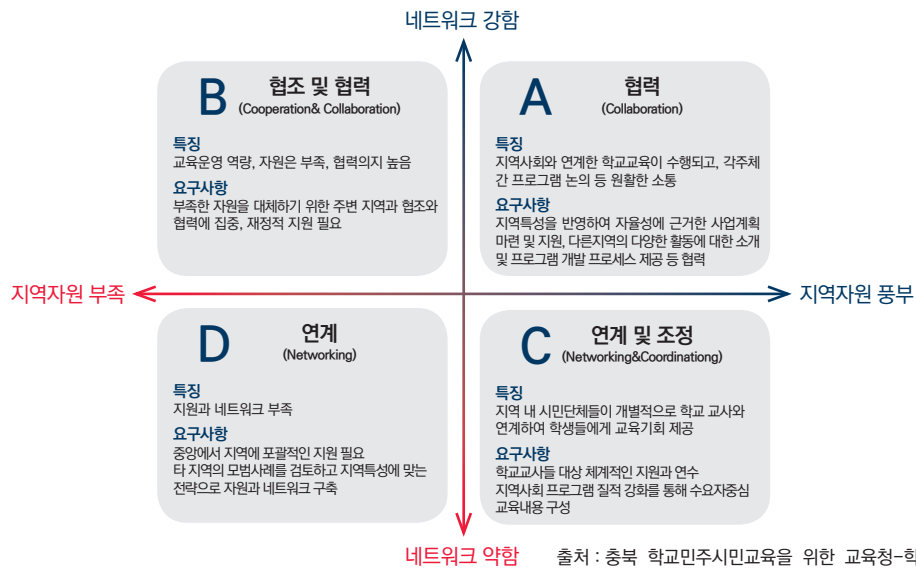 네트워크 강함
B 협조 및 협력
(Cooperation& Collaboration)
특징
교육운영 역량, 자원은 부족, 협력의지 높음
요구사항
부족한 자원을 대체하기 위한 주변 지역과 협조와
협력에 집중, 재정적 지원 필요
A 협력
(Collaboration)
특징
지역사회와 연계한 학교교육이 수행되고, 각주체
간 프로그램 논의 등 원활한 소통
요구사항
지역특성을 반영하여 자율성에 근거한 사업계획
마련 및 지원, 다른지역의 다양한 활동에 대한 소개
및 프로그램 개발 프로세스 제공 등 협력
지역자원 부족
지역자원 풍부
D 연계
(Networking)
특징
지원과 네트워크 부족
요구사항
중앙에서 지역에 포괄적인 지원 필요
타 지역의 모범사례를 검토하고 지역특성에 맞는
전략으로 자원과 네트워크 구축
C 연계 및 조정
(Networking&Coordinationg)
특징
지역 내 시민단체들이 개별적으로 학교 교사와
연계하여 학생들에게 교육기회 제공
요구사항
학교교사들 대상 체계적인 지원과 연수
지역사회 프로그램 질적 강화를 통해 수요자중심
교육내용 구성
네트워크 약함
출처 : 충북 학교민주시민교육을 위한 교육청-학